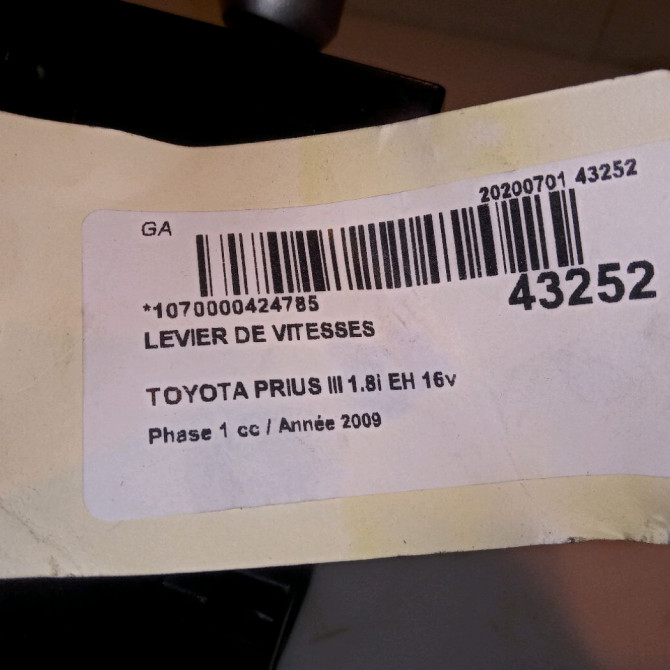 20200701 43252
GA
43252
*1070000424785
LEVIER DE VITESSES
TOYOTA PRIUS III 1.8i EH 16v
Phase 1 cc / Année 2009